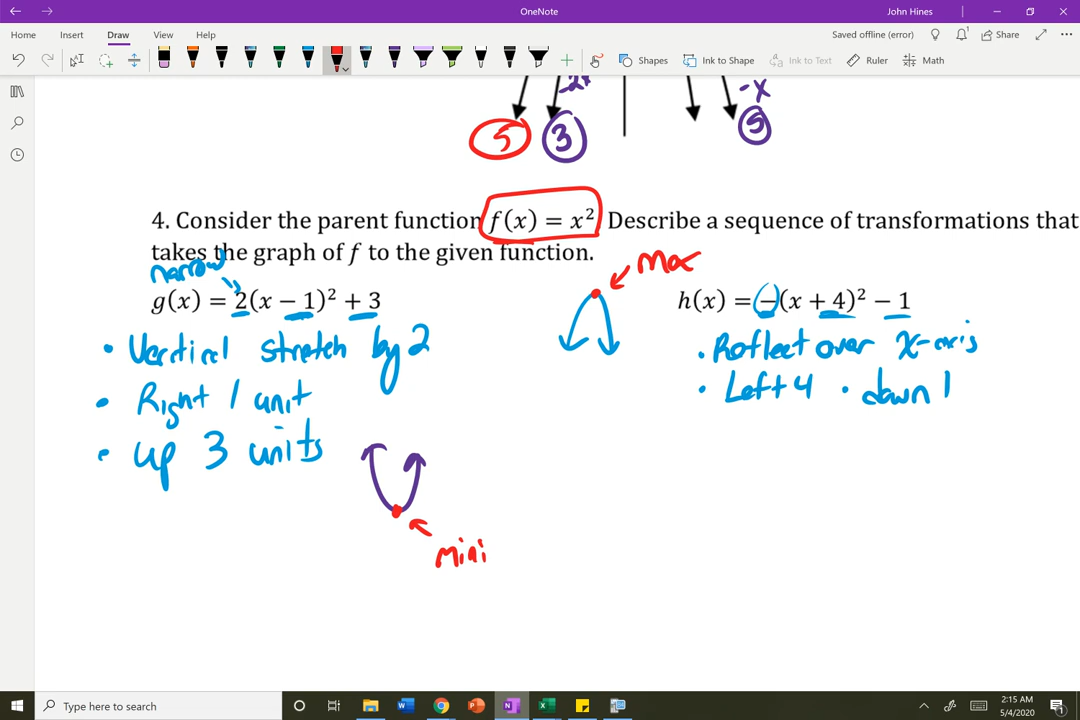 OneNote
John Hines
Home Insert Draw View Help
Saved offline (error)
Share
Shapes
Ink to Shape
Ink to Text
Ruler
Math
-2x
-x
5
3
5
4. Consider the parent function f(x) = x² Describe a sequence of transformations that
takes the graph of f to the given function.
narrow
max
g(x) = 2(x − 1)² + 3
h(x) = −(x + 4)² − 1
• Vertical stretch by 2
• Right 1 unit
• up 3 units
• Reflect over x-axis
• Left 4 • down 1
mini
Type here to search
2:15 AM
5/4/2020
1